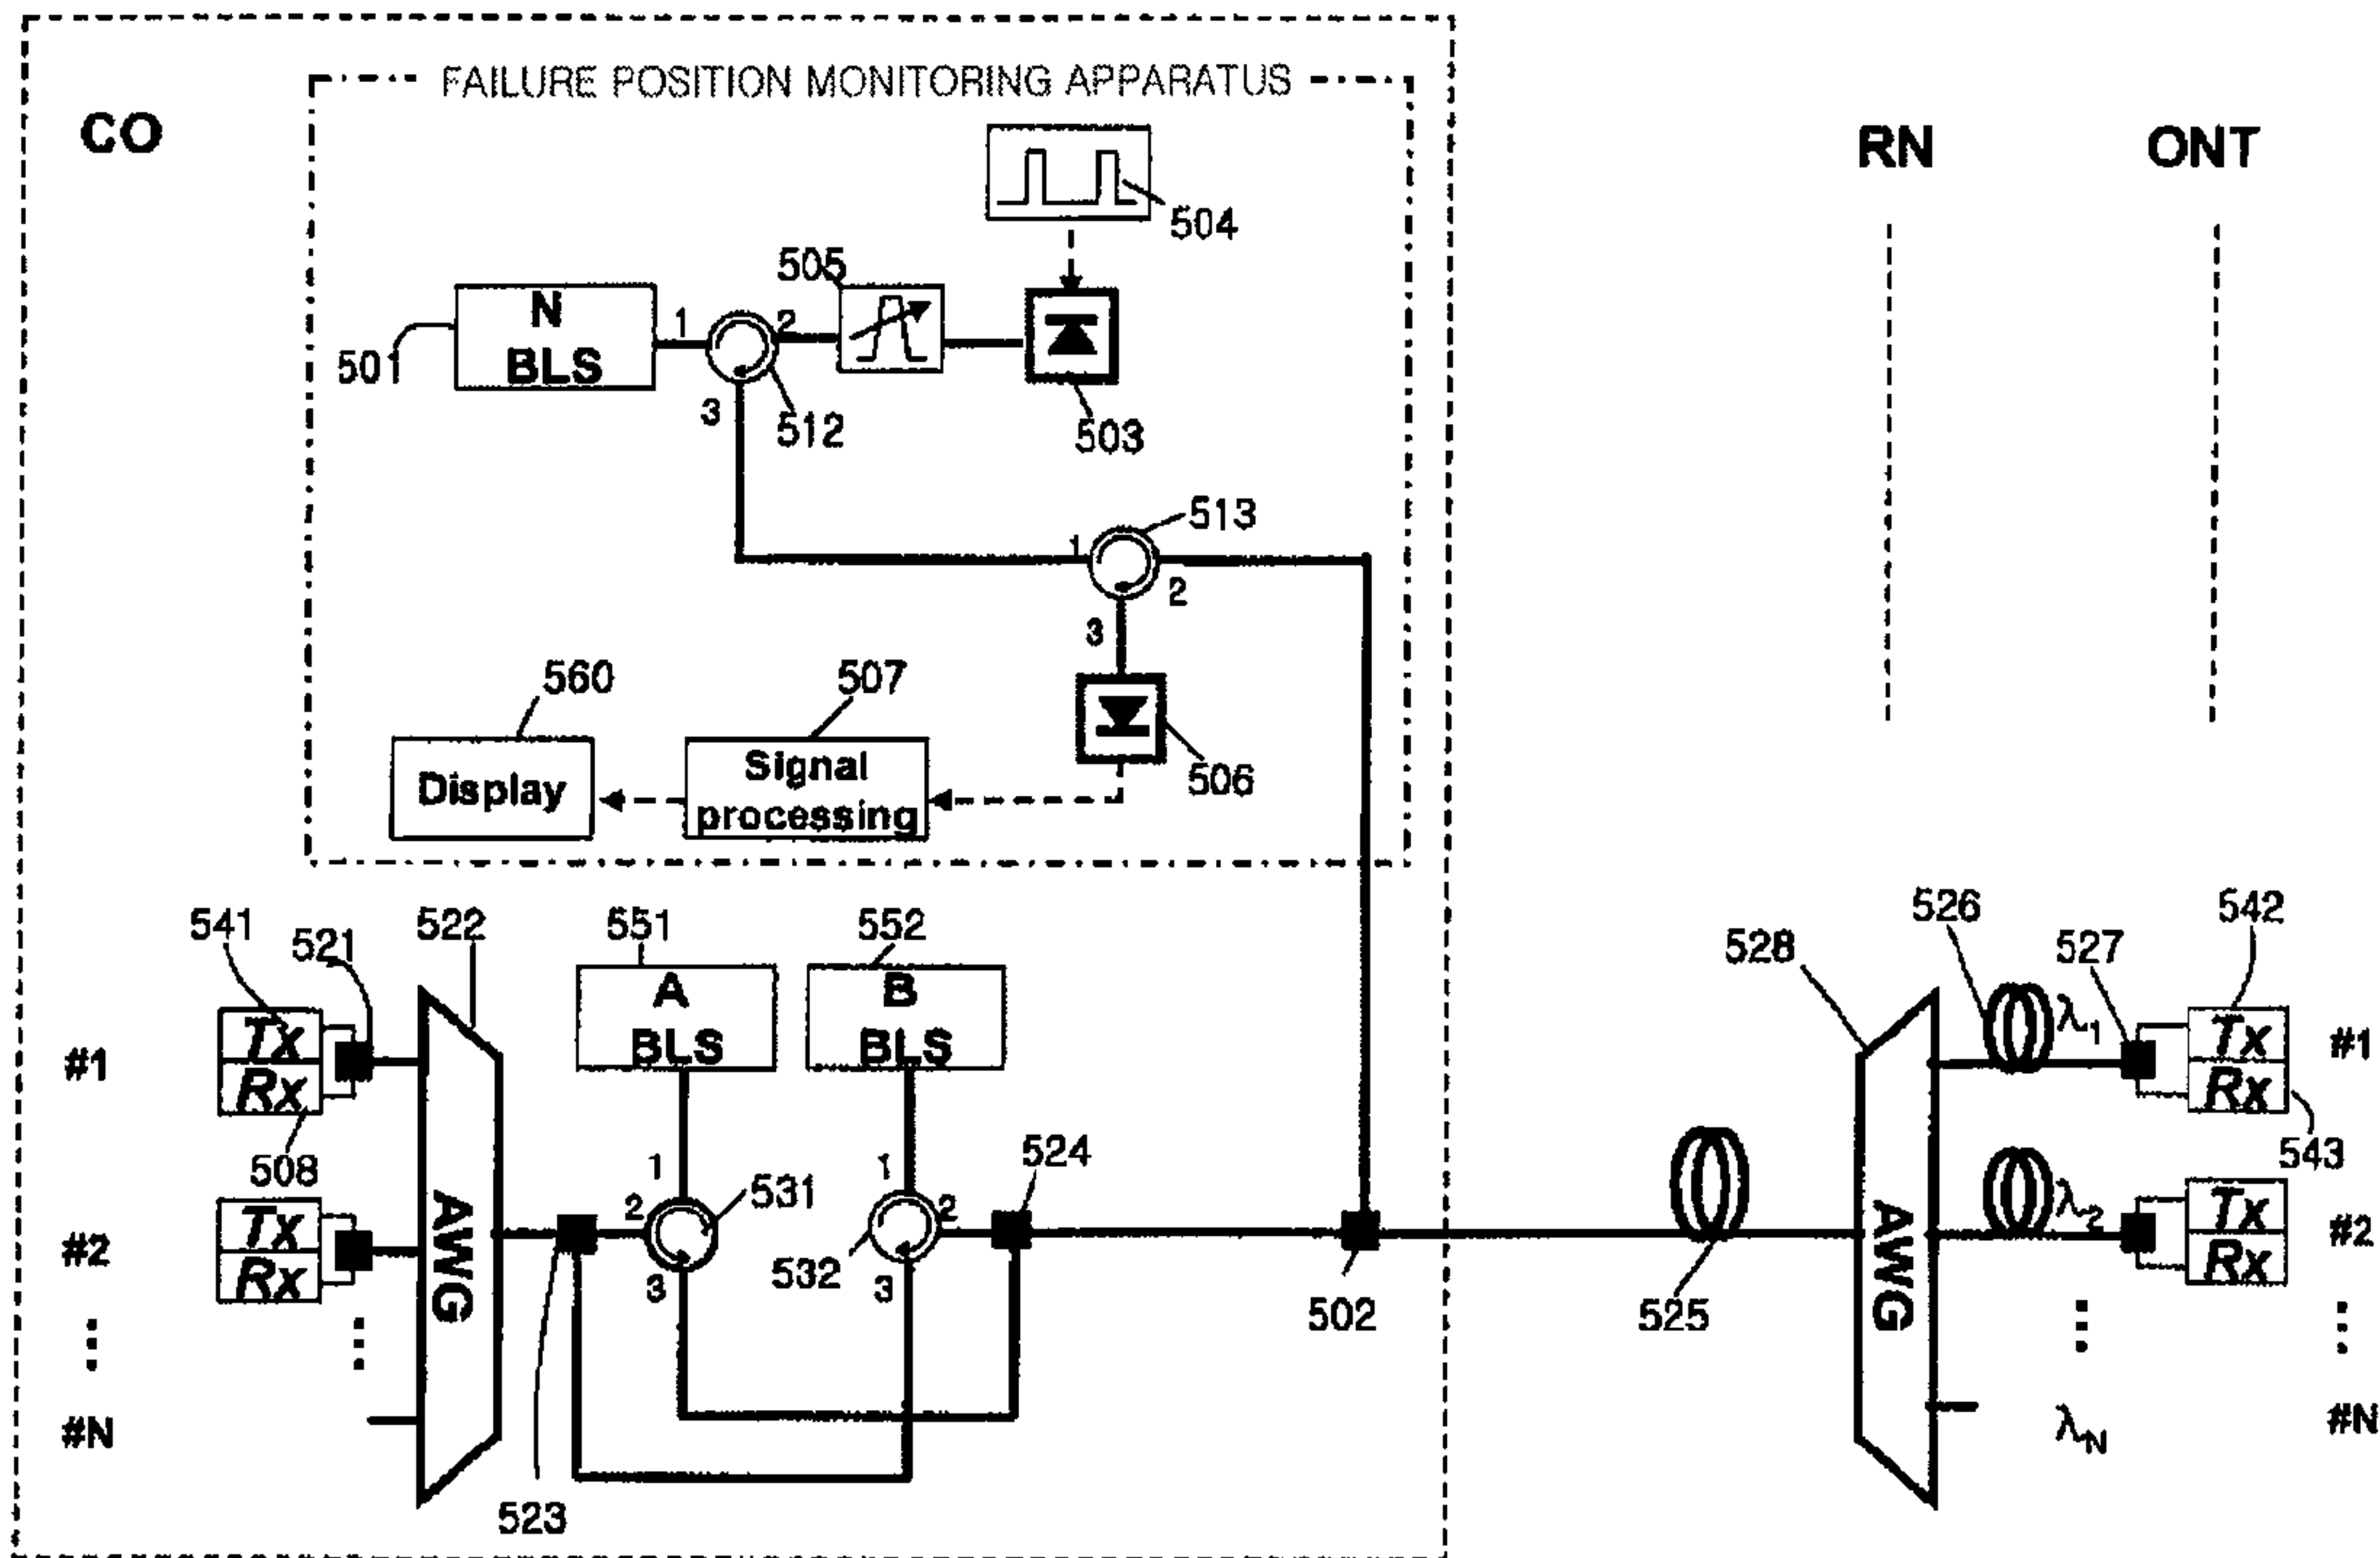 FAILURE POSITION MONITORING APPARATUS
CO
RN
ONT
504
505
N
BLS
501
1
2
3
512
503
513
1
2
3
560
507
506
Display
Signal
processing
541
521
522
551
552
A
BLS
B
BLS
526
542
528
527
#1
Tx
Rx
508
λ1
Tx
Rx
#1
543
1
2
3
531
1
2
3
532
524
#2
Tx
Rx
AWG
502
525
AWG
λ2
Tx
Rx
#2
#N
523
λN
#N